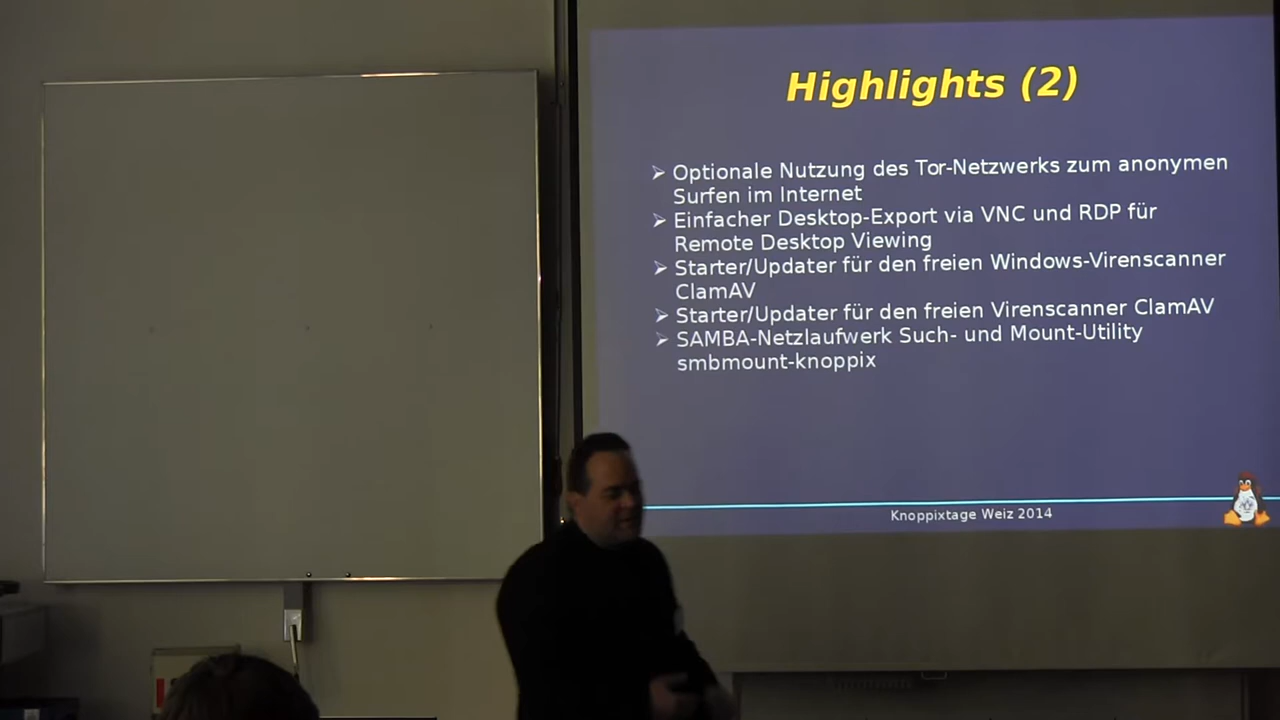 Highlights (2)
Optionale Nutzung des Tor-Netzwerks zum anonymen
Surfen im Internet
Einfacher Desktop-Export via VNC und RDP für
Remote Desktop Viewing
Starter/Updater für den freien Windows-Virenscanner
ClamAV
Starter/Updater für den freien Virenscanner ClamAV
SAMBA-Netzlaufwerk Such- und Mount-Utility
smbmount-knoppix
Knoppixtage Weiz 2014